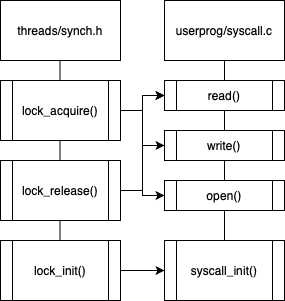 threads/synch.h
userprog/syscall.c
lock_acquire()
read()
write()
lock_release()
open()
lock_init()
syscall_init()